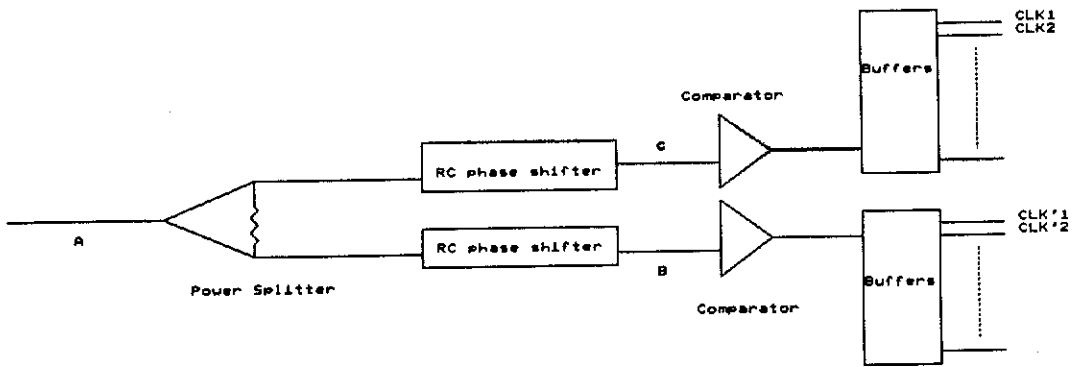 CLK1
CLK2
Buffers
Comparator
C
RC phase shifter
A
RC phase shifter
B
Power Splitter
Comparator
CLK'1
CLK'2
Buffers